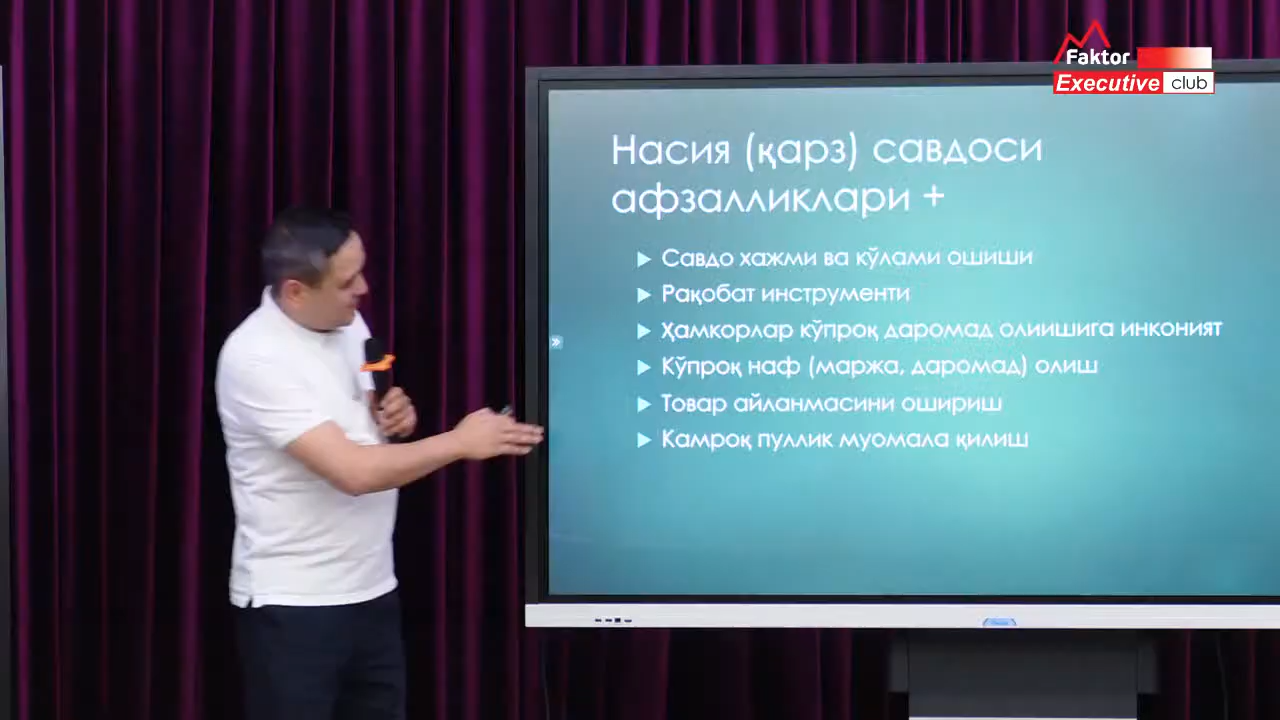 Faktor
Executive club
Насия (қарз) савдоси
афзалликлари +
Савдо хажми ва кўлами ошиши
Рақобат инструменти
Ҳамкорлар кўпроқ даромад олиишига инконият
Кўпроқ наф (маржа, даромад) олиш
Товар айланмасини ошириш
Камроқ пуллик муомала қилиш